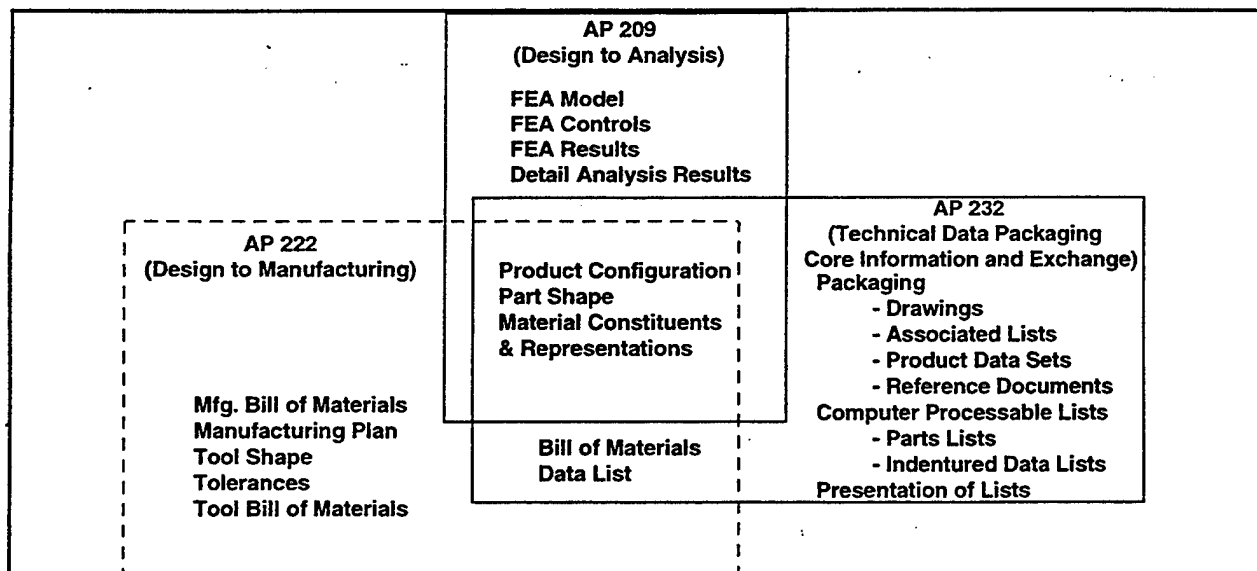 AP 209
(Design to Analysis)
FEA Model
FEA Controls
FEA Results
Detail Analysis Results
AP 222
(Design to Manufacturing)
Mfg. Bill of Materials
Manufacturing Plan
Tool Shape
Tolerances
Tool Bill of Materials
Product Configuration
Part Shape
Material Constituents
& Representations
Bill of Materials
Data List
AP 232
(Technical Data Packaging
Core Information and Exchange)
Packaging
- Drawings
- Associated Lists
- Product Data Sets
- Reference Documents
Computer Processable Lists
- Parts Lists
- Indentured Data Lists
Presentation of Lists